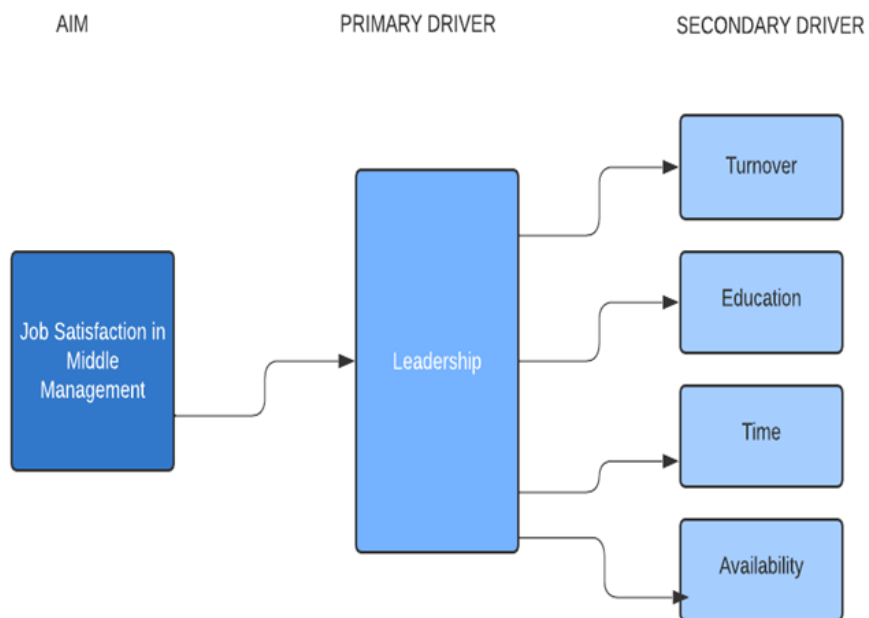 AIM
PRIMARY DRIVER
SECONDARY DRIVER
Job Satisfaction in
Middle
Management
Leadership
Turnover
Education
Time
Availability